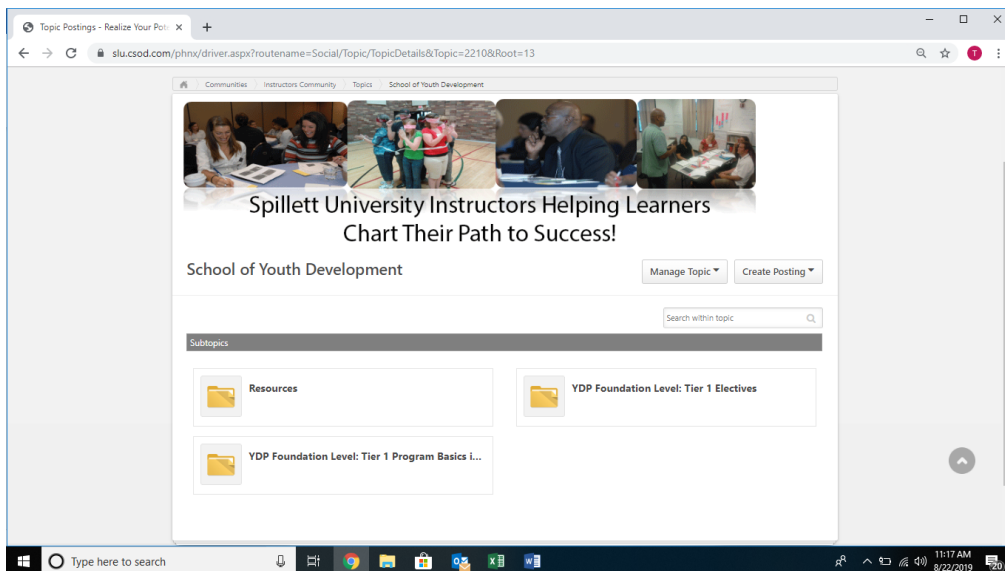 Topic Postings - Realize Your Pote
slu.csod.com/phnx/driver.aspx?routename=Social/Topic/TopicDetails&Topic=2210&Root=13
T
Communities
Instructors Community
Topics
School of Youth Development
Spillett University Instructors Helping Learners
Chart Their Path to Success!
School of Youth Development
Manage Topic
Create Posting
Search within topic
Subtopics
Resources
YDP Foundation Level: Tier 1 Electives
YDP Foundation Level: Tier 1 Program Basics i...
Type here to search
11:17 AM
8/22/2019
20